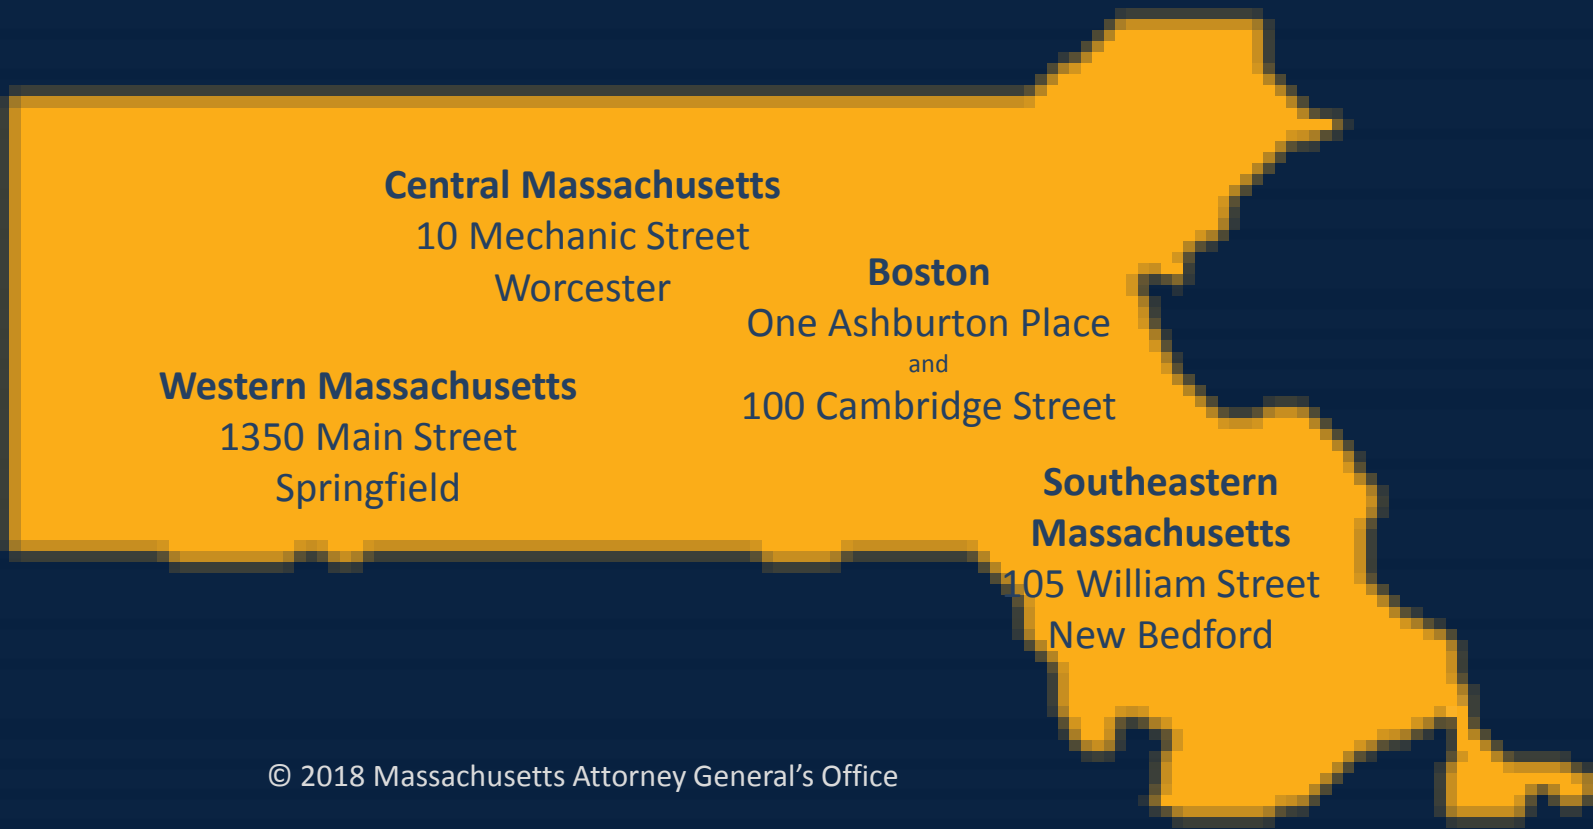 Central Massachusetts
10 Mechanic Street
Worcester
Boston
One Ashburton Place
and
100 Cambridge Street
Western Massachusetts
1350 Main Street
Springfield
Southeastern
Massachusetts
105 William Street
New Bedford
© 2018 Massachusetts Attorney General’s Office